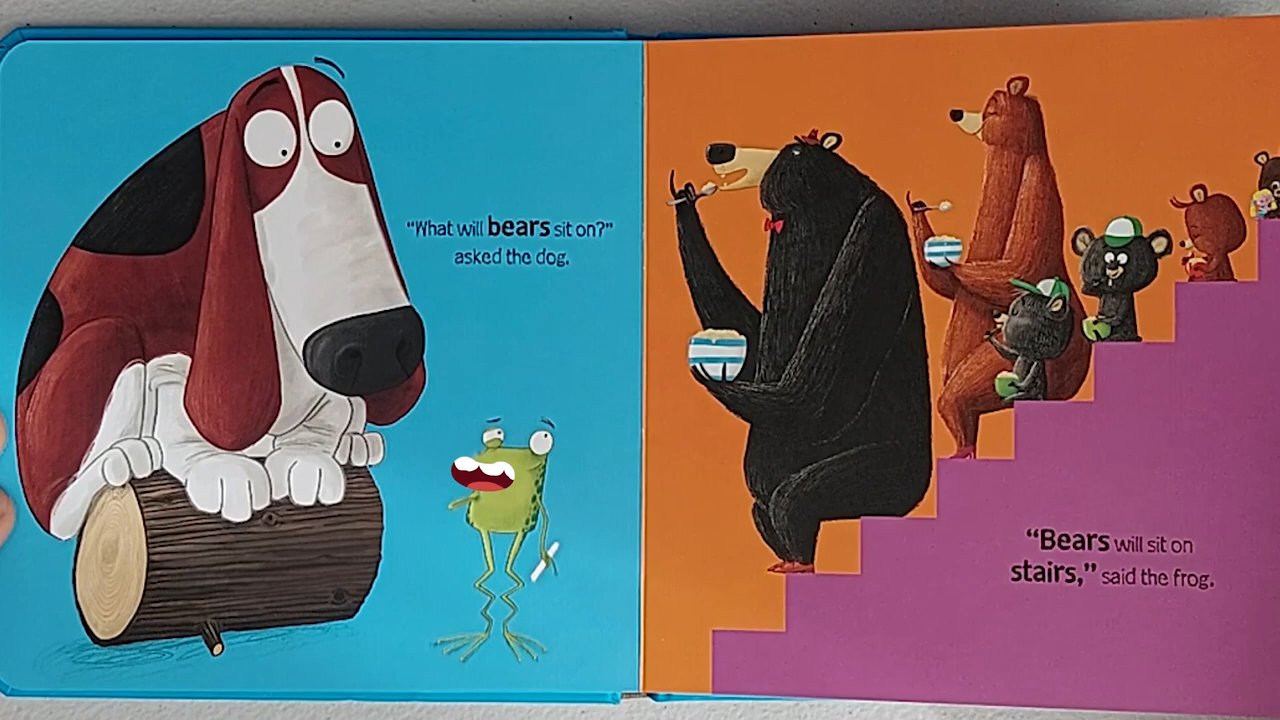 “What will bears sit on?”
asked the dog.
“Bears will sit on
stairs,” said the frog.